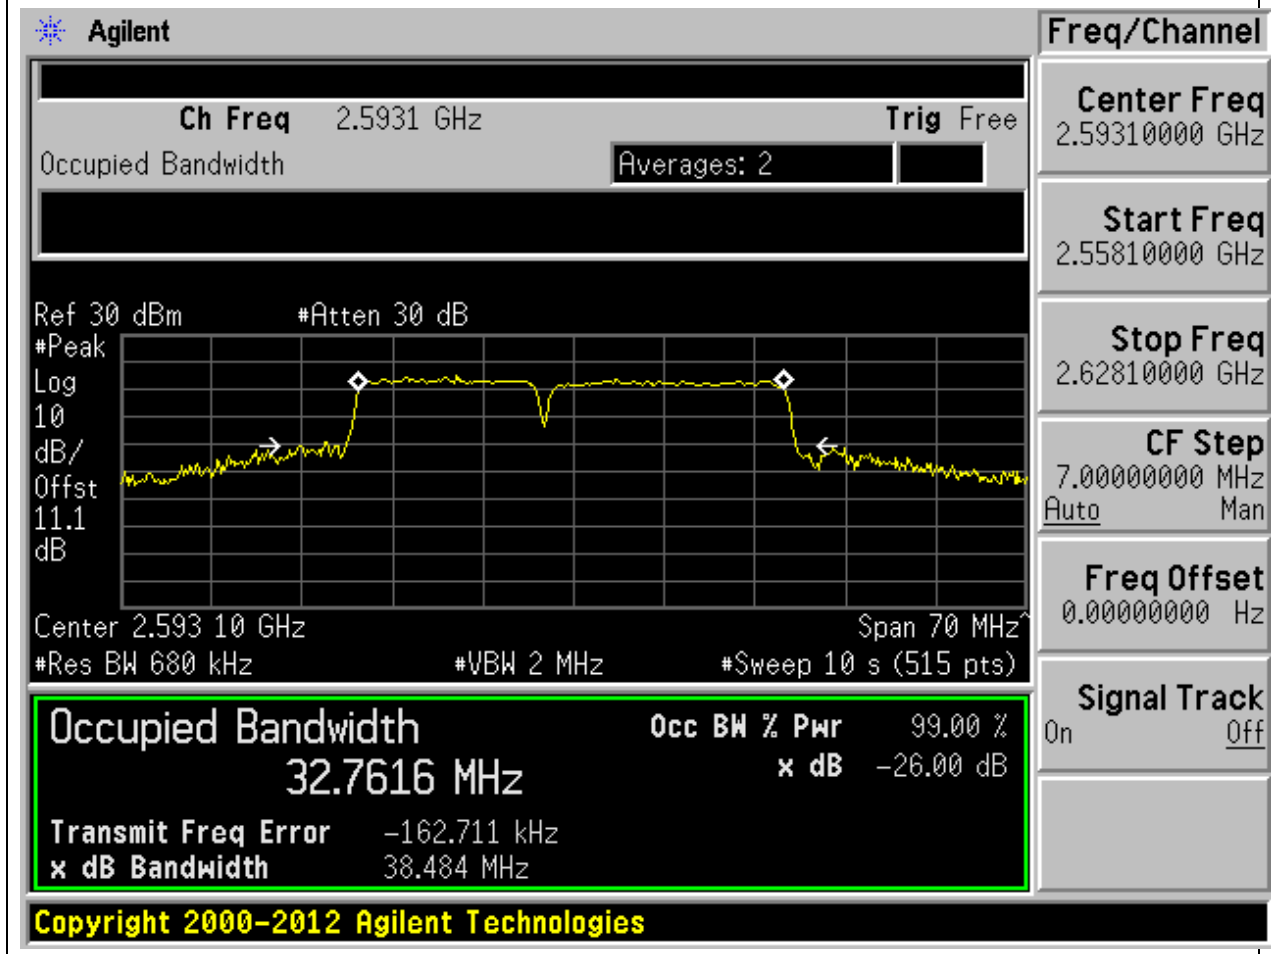 Agilent
Ch Freq 2.5931 GHz Trig Free
Occupied Bandwidth
Averages: 2
Ref 30 dBm #Atten 30 dB
#Peak
Log
10
dB/
Offst
11.1
dB
Center 2.593 10 GHz Span 70 MHz^
#Res BW 680 kHz #VBW 2 MHz #Sweep 10 s (515 pts)
Occupied Bandwidth Occ BW % Pwr 99.00 %
32.7616 MHz x dB -26.00 dB
Transmit Freq Error -162.711 kHz
x dB Bandwidth 38.484 MHz
Copyright 2000-2012 Agilent Technologies
Freq/Channel
Center Freq
2.59310000 GHz
Start Freq
2.55810000 GHz
Stop Freq
2.62810000 GHz
CF Step
7.00000000 MHz
Auto Man
Freq Offset
0.00000000 Hz
Signal Track
On Off